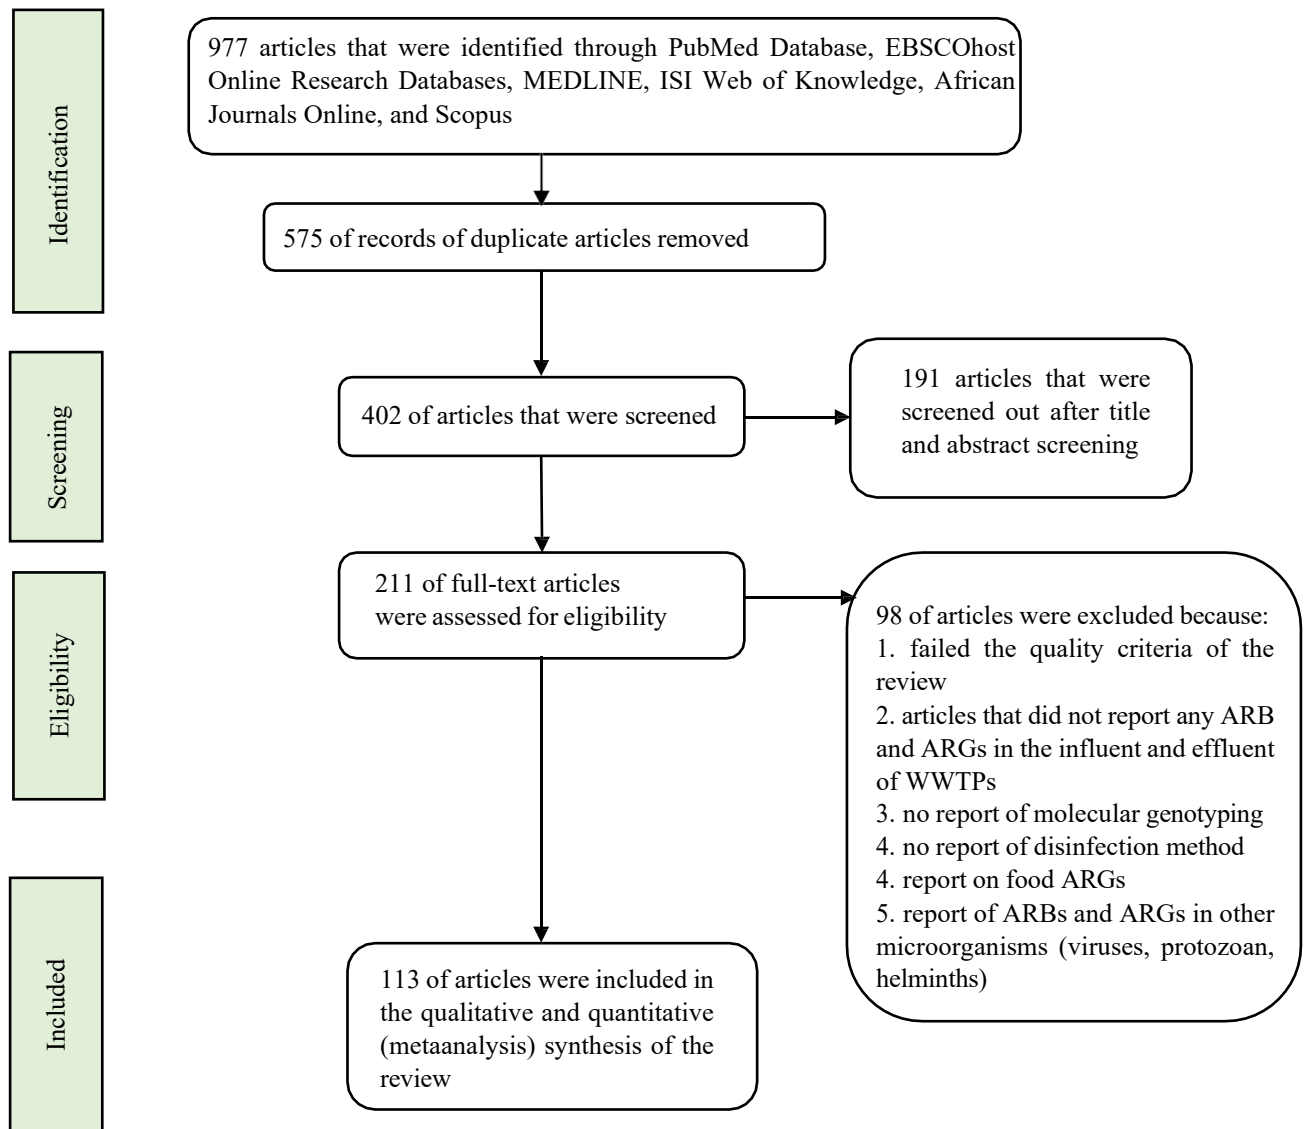 Identification
977 articles that were identified through PubMed Database, EBSCOhost
Online Research Databases, MEDLINE, ISI Web of Knowledge, African
Journals Online, and Scopus
575 of records of duplicate articles removed
Screening
402 of articles that were screened
191 articles that were
screened out after title
and abstract screening
Eligibility
211 of full-text articles
were assessed for eligibility
98 of articles were excluded because:
1. failed the quality criteria of the
review
2. articles that did not report any ARB
and ARGs in the influent and effluent
of WWTPs
3. no report of molecular genotyping
4. no report of disinfection method
4. report on food ARGs
5. report of ARBs and ARGs in other
microorganisms (viruses, protozoan,
helminths)
Included
113 of articles were included in
the qualitative and quantitative
(metaanalysis) synthesis of the
review